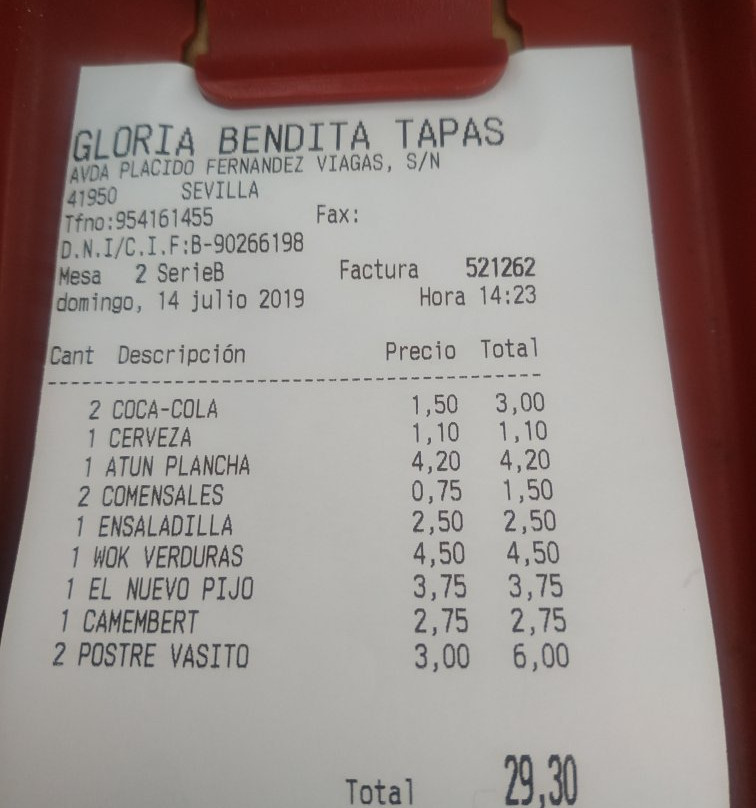 GLORIA BENDITA TAPAS
AVDA PLACIDO FERNANDEZ VIAGAS, S/N
41950 SEVILLA
Tfno:954161455 Fax:
D.N.I/C.I.F:B-90266198
Mesa 2 SerieB Factura 521262
domingo, 14 julio 2019 Hora 14:23
Cant Descripción Precio Total
2 COCA-COLA 1,50 3,00
1 CERVEZA 1,10 1,10
1 ATUN PLANCHA 4,20 4,20
2 COMENSALES 0,75 1,50
1 ENSALADILLA 2,50 2,50
1 WOK VERDURAS 4,50 4,50
1 EL NUEVO PIJO 3,75 3,75
1 CAMEMBERT 2,75 2,75
2 POSTRE VASITO 3,00 6,00
Total 29,30